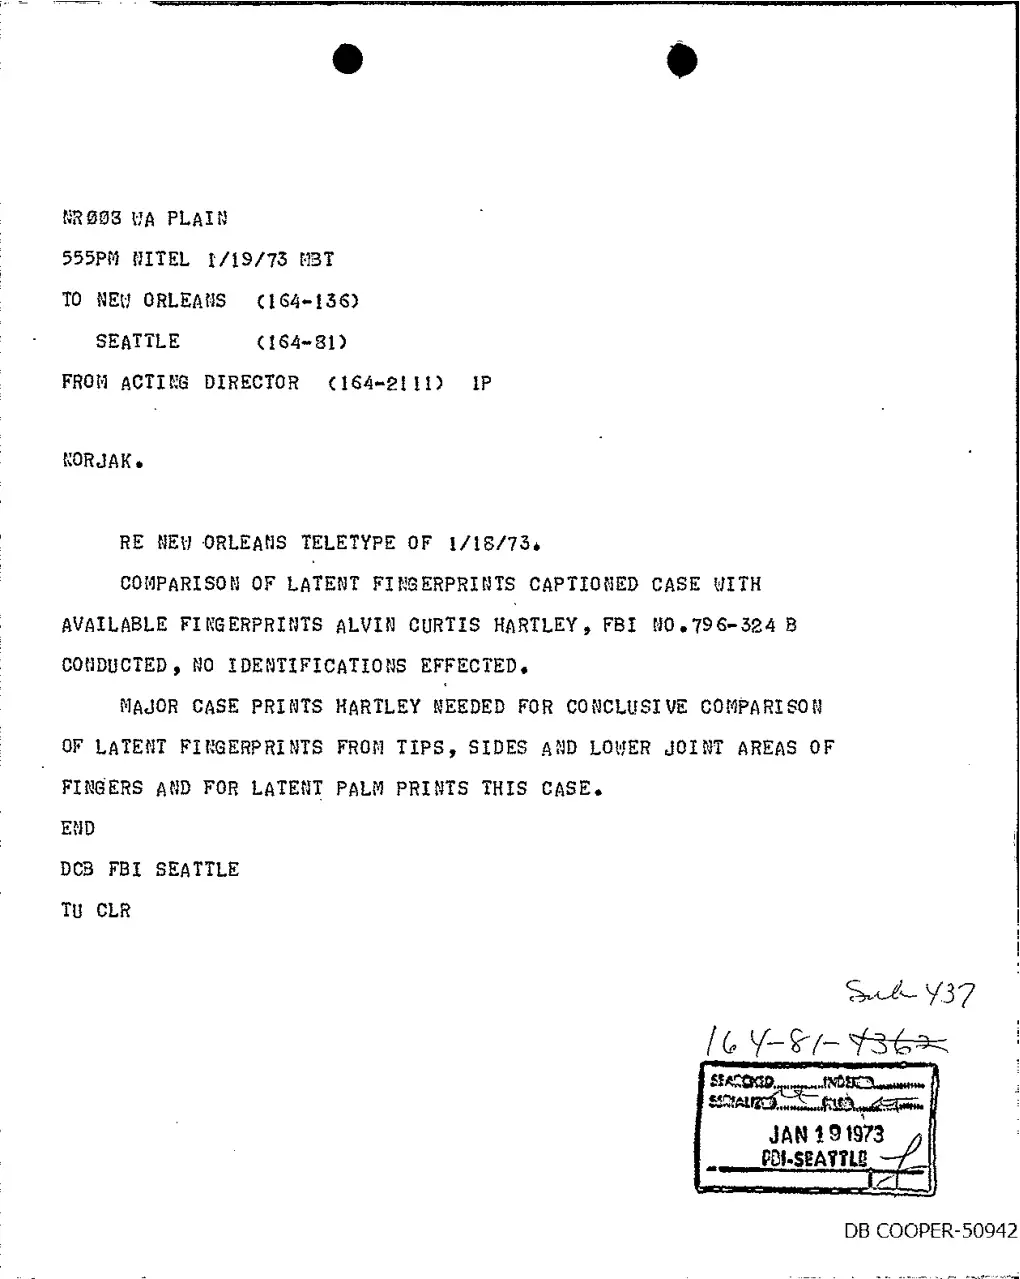 NR003 WA PLAIN
555PM NITEL 1/19/73 MBT
TO NEW ORLEANS (164-136)
SEATTLE (164-81)
FROM ACTING DIRECTOR (164-2111) 1P
NORJAK.
RE NEW ORLEANS TELETYPE OF 1/18/73.
COMPARISON OF LATENT FINGERPRINTS CAPTIONED CASE WITH
AVAILABLE FINGERPRINTS ALVIN CURTIS HARTLEY, FBI NO.796-324 B
CONDUCTED, NO IDENTIFICATIONS EFFECTED.
MAJOR CASE PRINTS HARTLEY NEEDED FOR CONCLUSIVE COMPARISON
OF LATENT FINGERPRINTS FROM TIPS, SIDES AND LOWER JOINT AREAS OF
FINGERS AND FOR LATENT PALM PRINTS THIS CASE.
END
DCB FBI SEATTLE
TU CLR
Sub 437
164-81-4362
SEARCHED INDEXED
SERIALIZED FILED
JAN 19 1973
FBI-SEATTLE
DB COOPER-50942